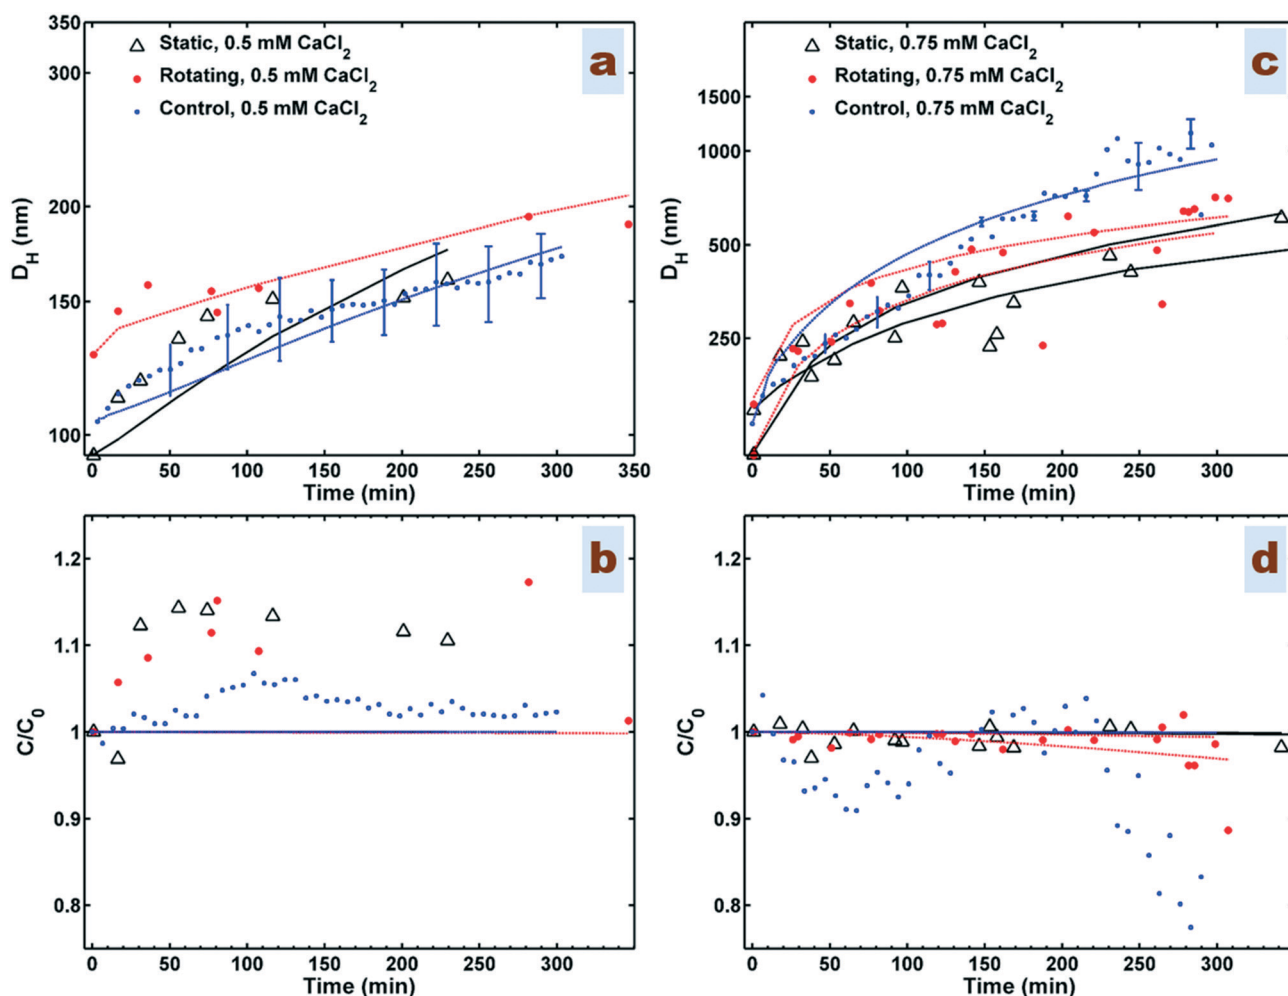 a
Static, 0.5 mM CaCl2
Rotating, 0.5 mM CaCl2
Control, 0.5 mM CaCl2
350
300
200
150
100
DH (nm)
0 50 100 150 200 250 300 350
Time (min)
c
Static, 0.75 mM CaCl2
Rotating, 0.75 mM CaCl2
Control, 0.75 mM CaCl2
1500
1000
500
250
DH (nm)
0 50 100 150 200 250 300
Time (min)
b
1.2
1.1
1
0.9
0.8
C/C0
0 50 100 150 200 250 300
Time (min)
d
1.2
1.1
1
0.9
0.8
C/C0
0 50 100 150 200 250 300
Time (min)